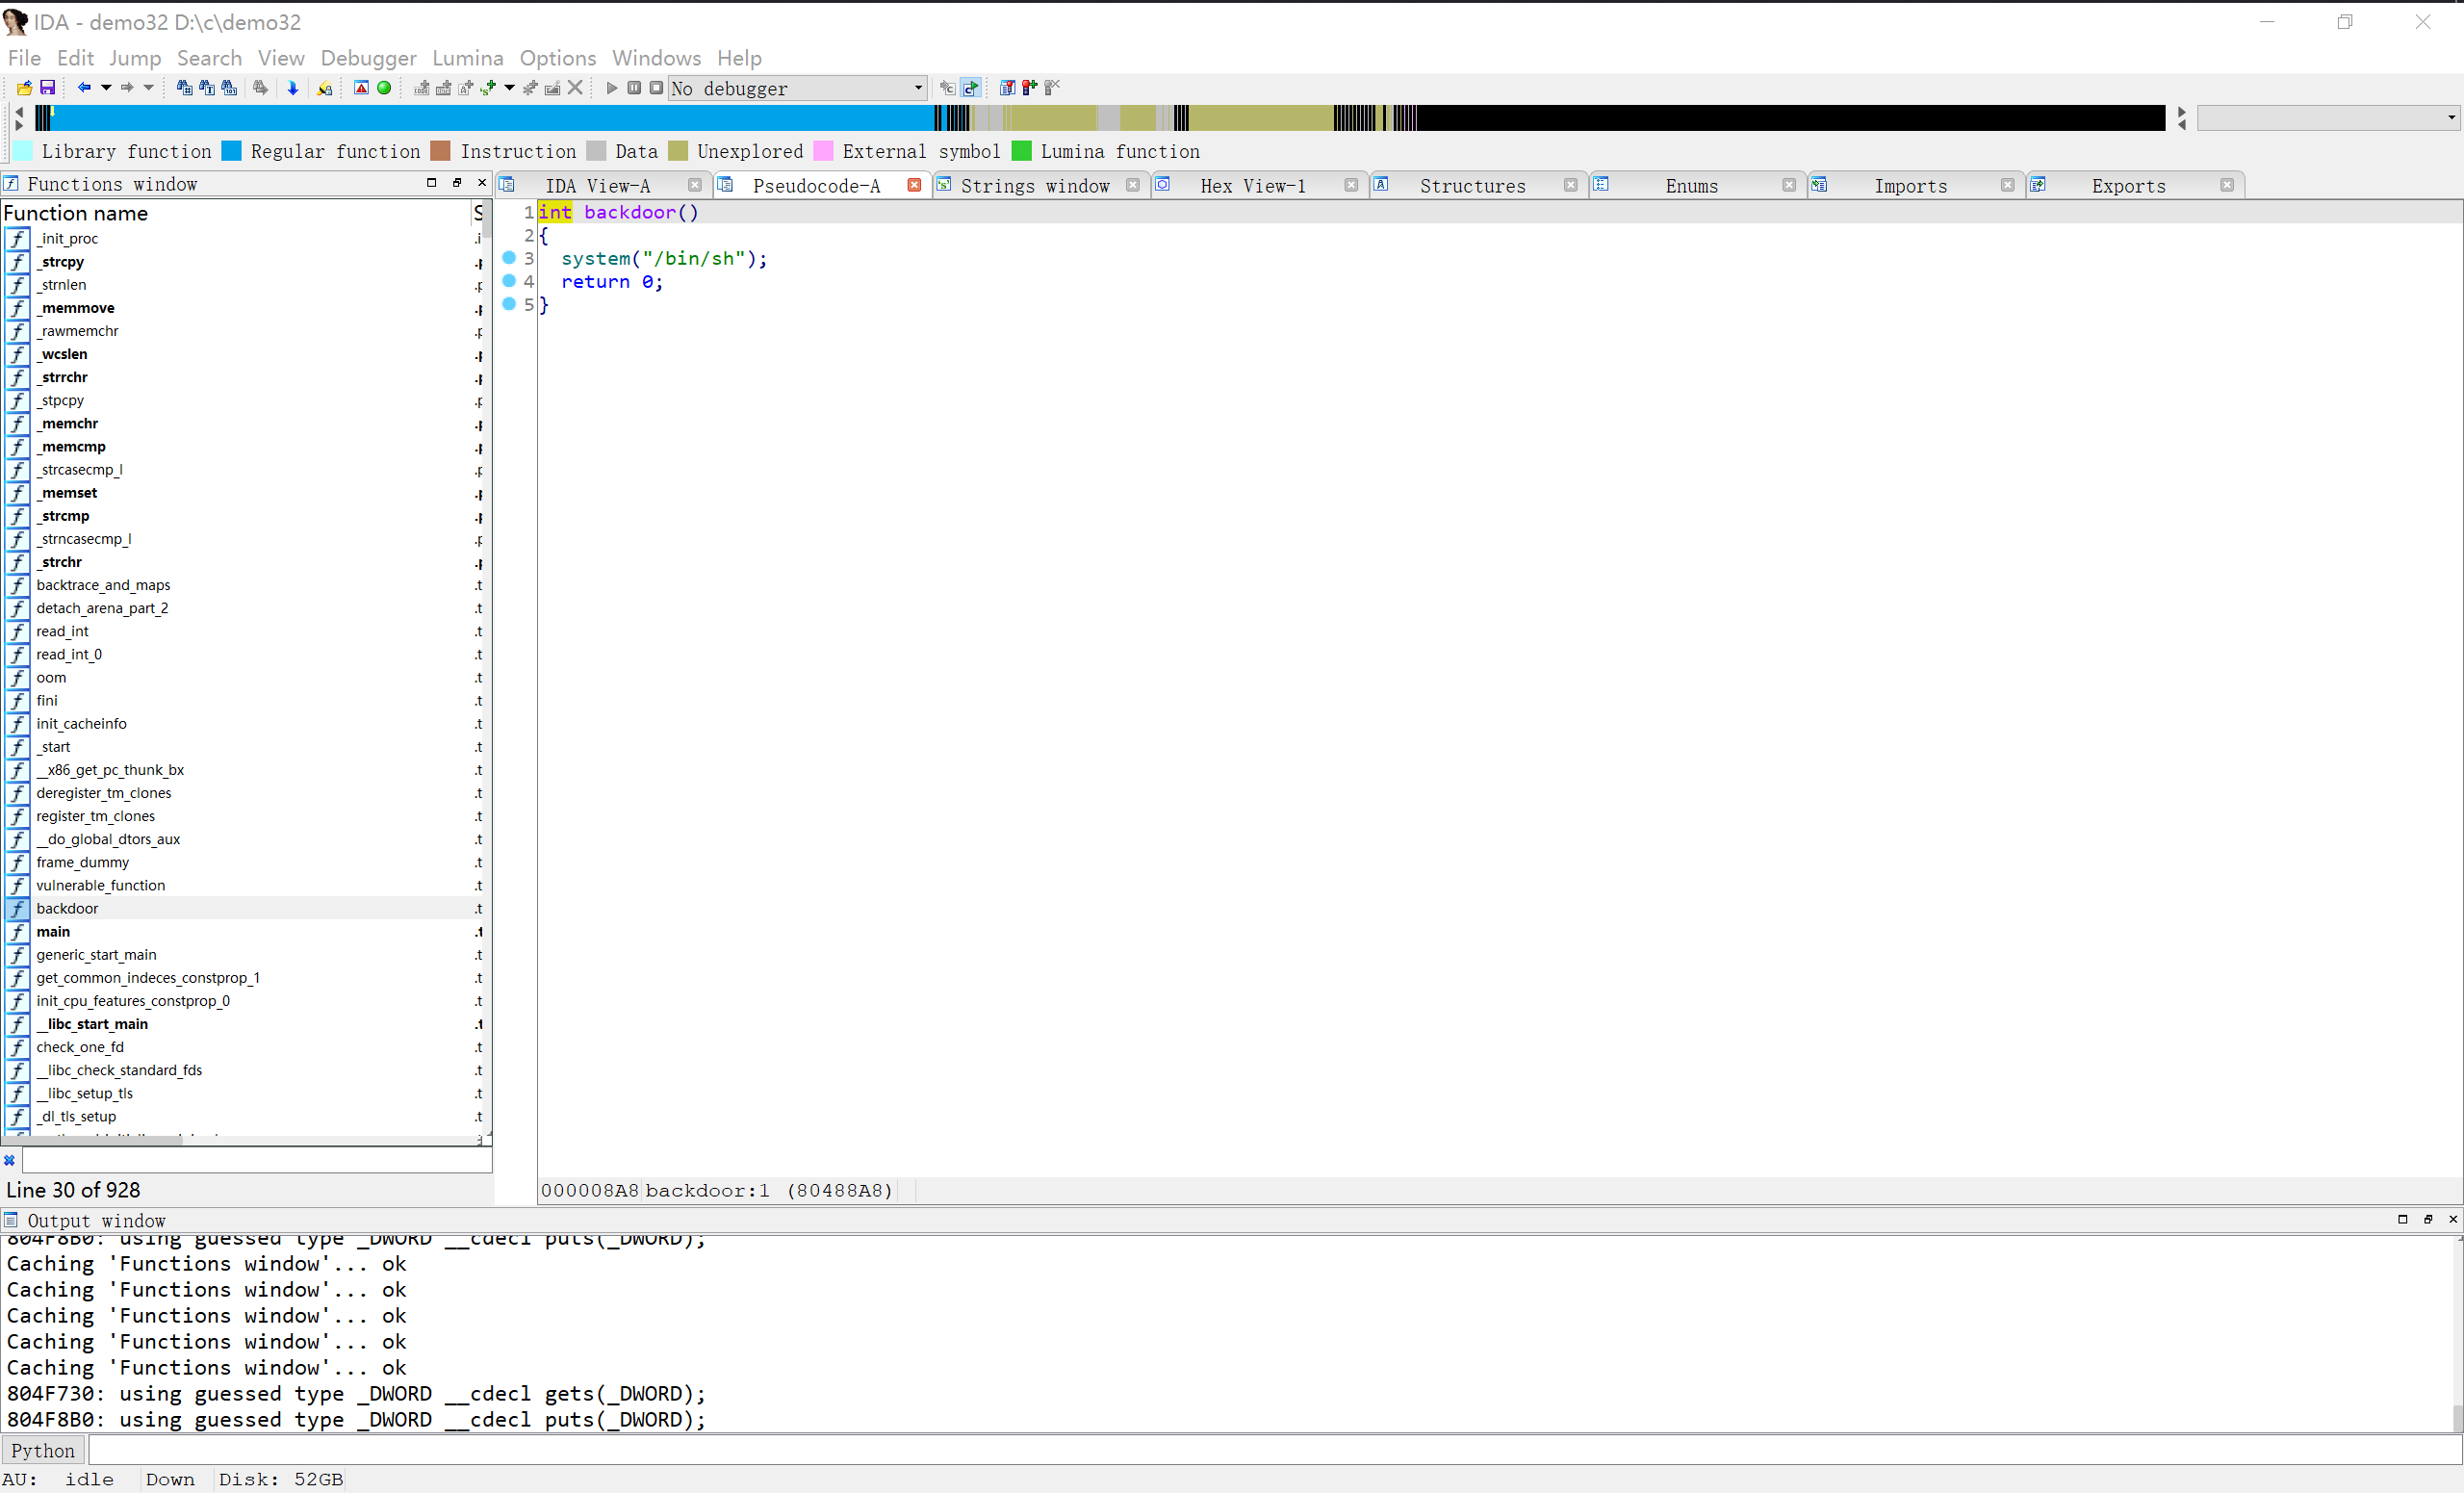 IDA - demo32 D:\c\demo32
File Edit Jump Search View Debugger Lumina Options Windows Help
No debugger
Library function Regular function Instruction Data Unexplored External symbol Lumina function
Functions window
IDA View-A Pseudocode-A Strings window Hex View-1 Structures Enums Imports Exports
Function name
_init_proc
_strcpy
_strnlen
_memmove
_rawmemchr
_wcslen
_strrchr
_stpcpy
_memchr
_memcmp
_strcasecmp_l
_memset
_strcmp
_strncasecmp_l
_strchr
backtrace_and_maps
detach_arena_part_2
read_int
read_int_0
oom
fini
init_cacheinfo
_start
__x86_get_pc_thunk_bx
deregister_tm_clones
register_tm_clones
__do_global_dtors_aux
frame_dummy
vulnerable_function
backdoor
main
generic_start_main
get_common_indeces_constprop_1
init_cpu_features_constprop_0
__libc_start_main
check_one_fd
__libc_check_standard_fds
__libc_setup_tls
_dl_tls_setup
Line 30 of 928
1 int backdoor()
2 {
3 system("/bin/sh");
4 return 0;
5 }
000008A8 backdoor:1 (80488A8)
Output window
804F8B0: using guessed type _DWORD __cdecl puts(_DWORD);
Caching 'Functions window'... ok
Caching 'Functions window'... ok
Caching 'Functions window'... ok
Caching 'Functions window'... ok
Caching 'Functions window'... ok
804F730: using guessed type _DWORD __cdecl gets(_DWORD);
804F8B0: using guessed type _DWORD __cdecl puts(_DWORD);
Python
AU: idle Down Disk: 52GB